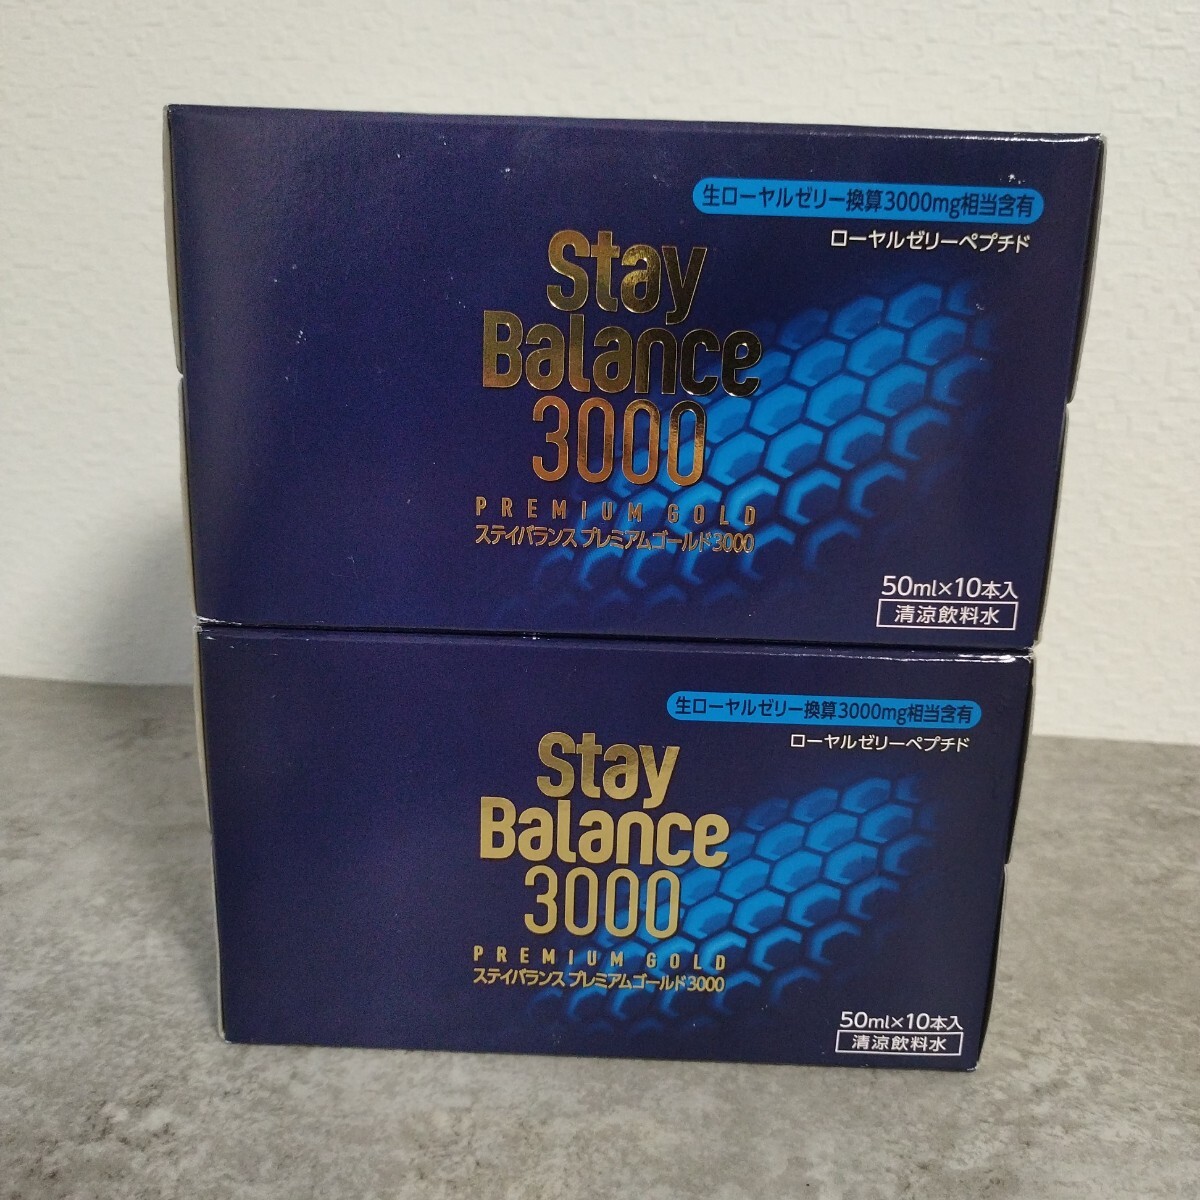 生ローヤルゼリー換算3000mg相当含有
ローヤルゼリーペプチド
Stay
Balance
3000
PREMIUM GOLD
ステイバランス プレミアムゴールド3000
50ml×10本入
清涼飲料水
生ローヤルゼリー換算3000mg相当含有
ローヤルゼリーペプチド
Stay
Balance
3000
PREMIUM GOLD
ステイバランス プレミアムゴールド3000
50ml×10本入
清涼飲料水